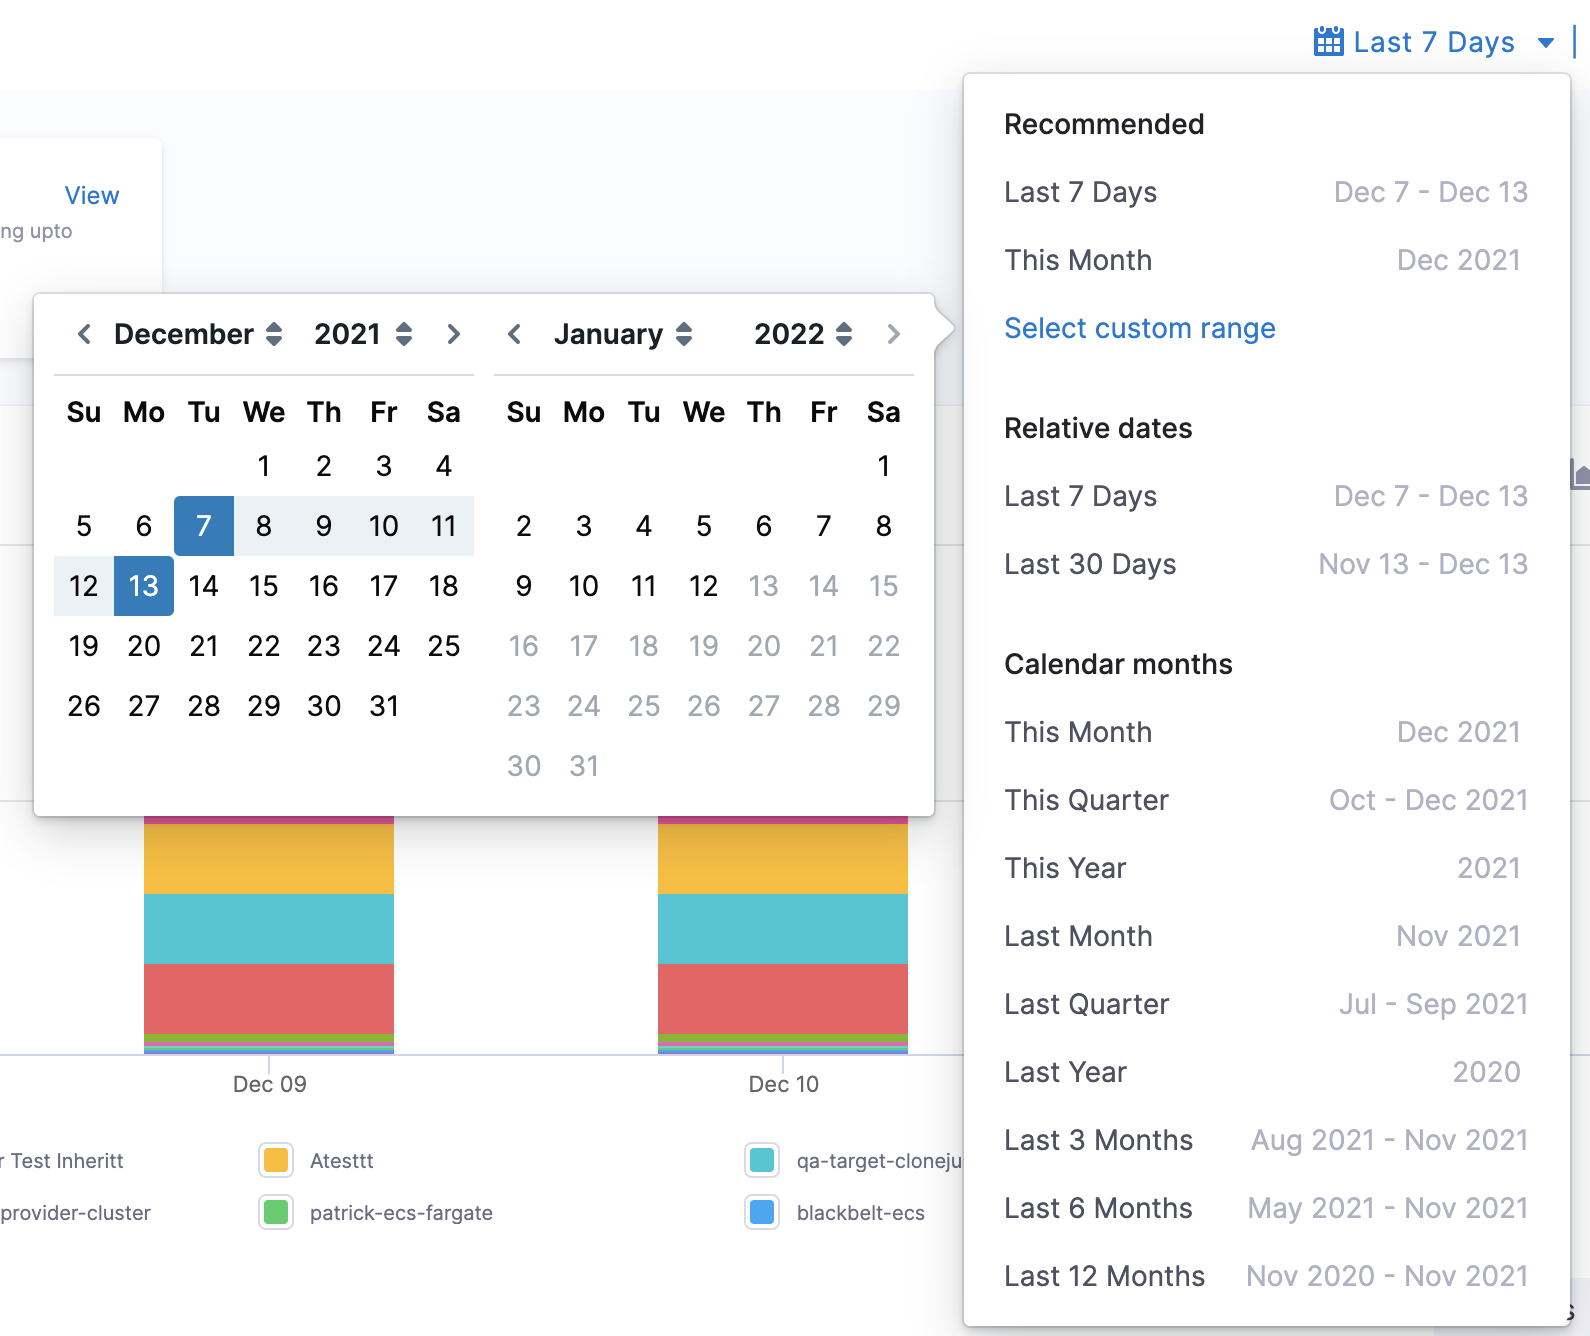 Last 7 Days
View
ng upto
Recommended
Last 7 Days Dec 7 - Dec 13
This Month Dec 2021
Select custom range
Relative dates
Last 7 Days Dec 7 - Dec 13
Last 30 Days Nov 13 - Dec 13
Calendar months
This Month Dec 2021
This Quarter Oct - Dec 2021
This Year 2021
Last Month Nov 2021
Last Quarter Jul - Sep 2021
Last Year 2020
Last 3 Months Aug 2021 - Nov 2021
Last 6 Months May 2021 - Nov 2021
Last 12 Months Nov 2020 - Nov 2021
December 2021
Su Mo Tu We Th Fr Sa
1 2 3 4
5 6 7 8 9 10 11
12 13 14 15 16 17 18
19 20 21 22 23 24 25
26 27 28 29 30 31
January 2022
Su Mo Tu We Th Fr Sa
1
2 3 4 5 6 7 8
9 10 11 12 13 14 15
16 17 18 19 20 21 22
23 24 25 26 27 28 29
30 31
Dec 09 Dec 10
r Test Inheritt Atesttt qa-target-cloneju
provider-cluster patrick-ecs-fargate blackbelt-ecs
s